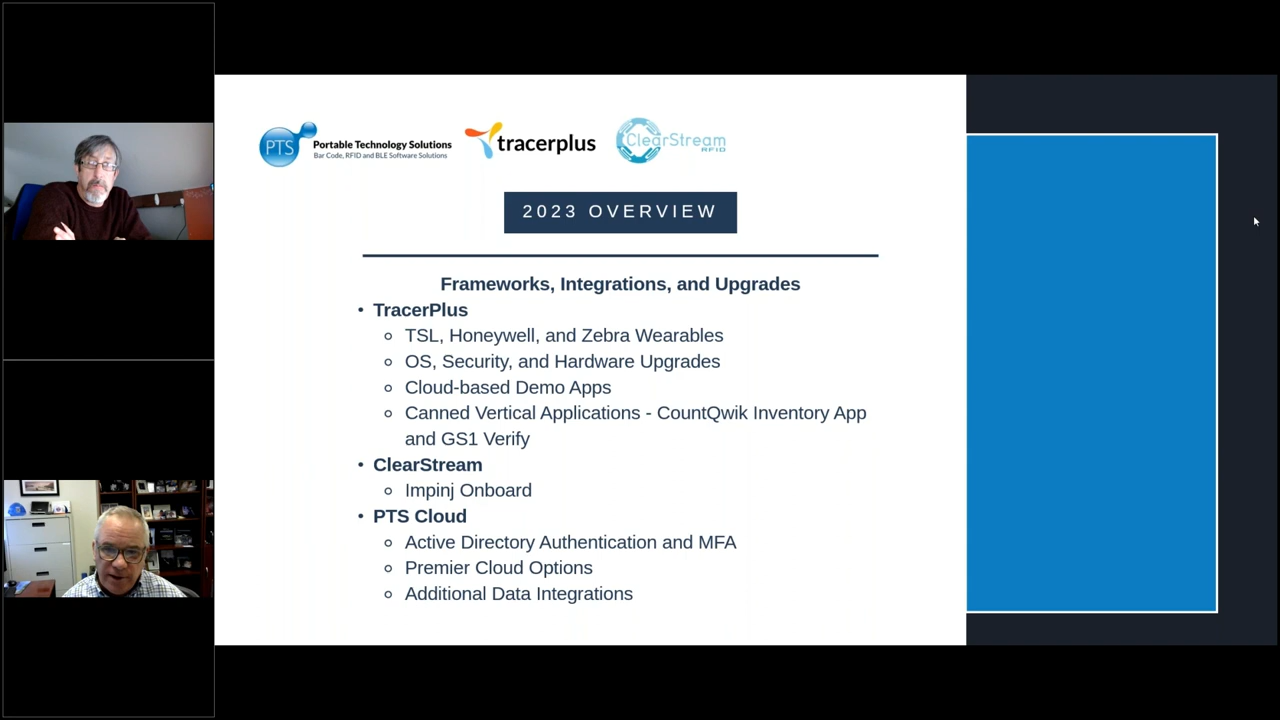 PTS
Portable Technology Solutions
Bar Code, RFID and BLE Software Solutions
tracerplus
ClearStream
RFID
2023 OVERVIEW
Frameworks, Integrations, and Upgrades
• TracerPlus
TSL, Honeywell, and Zebra Wearables
OS, Security, and Hardware Upgrades
Cloud-based Demo Apps
Canned Vertical Applications - CountQwik Inventory App
and GS1 Verify
• ClearStream
Impinj Onboard
• PTS Cloud
Active Directory Authentication and MFA
Premier Cloud Options
Additional Data Integrations